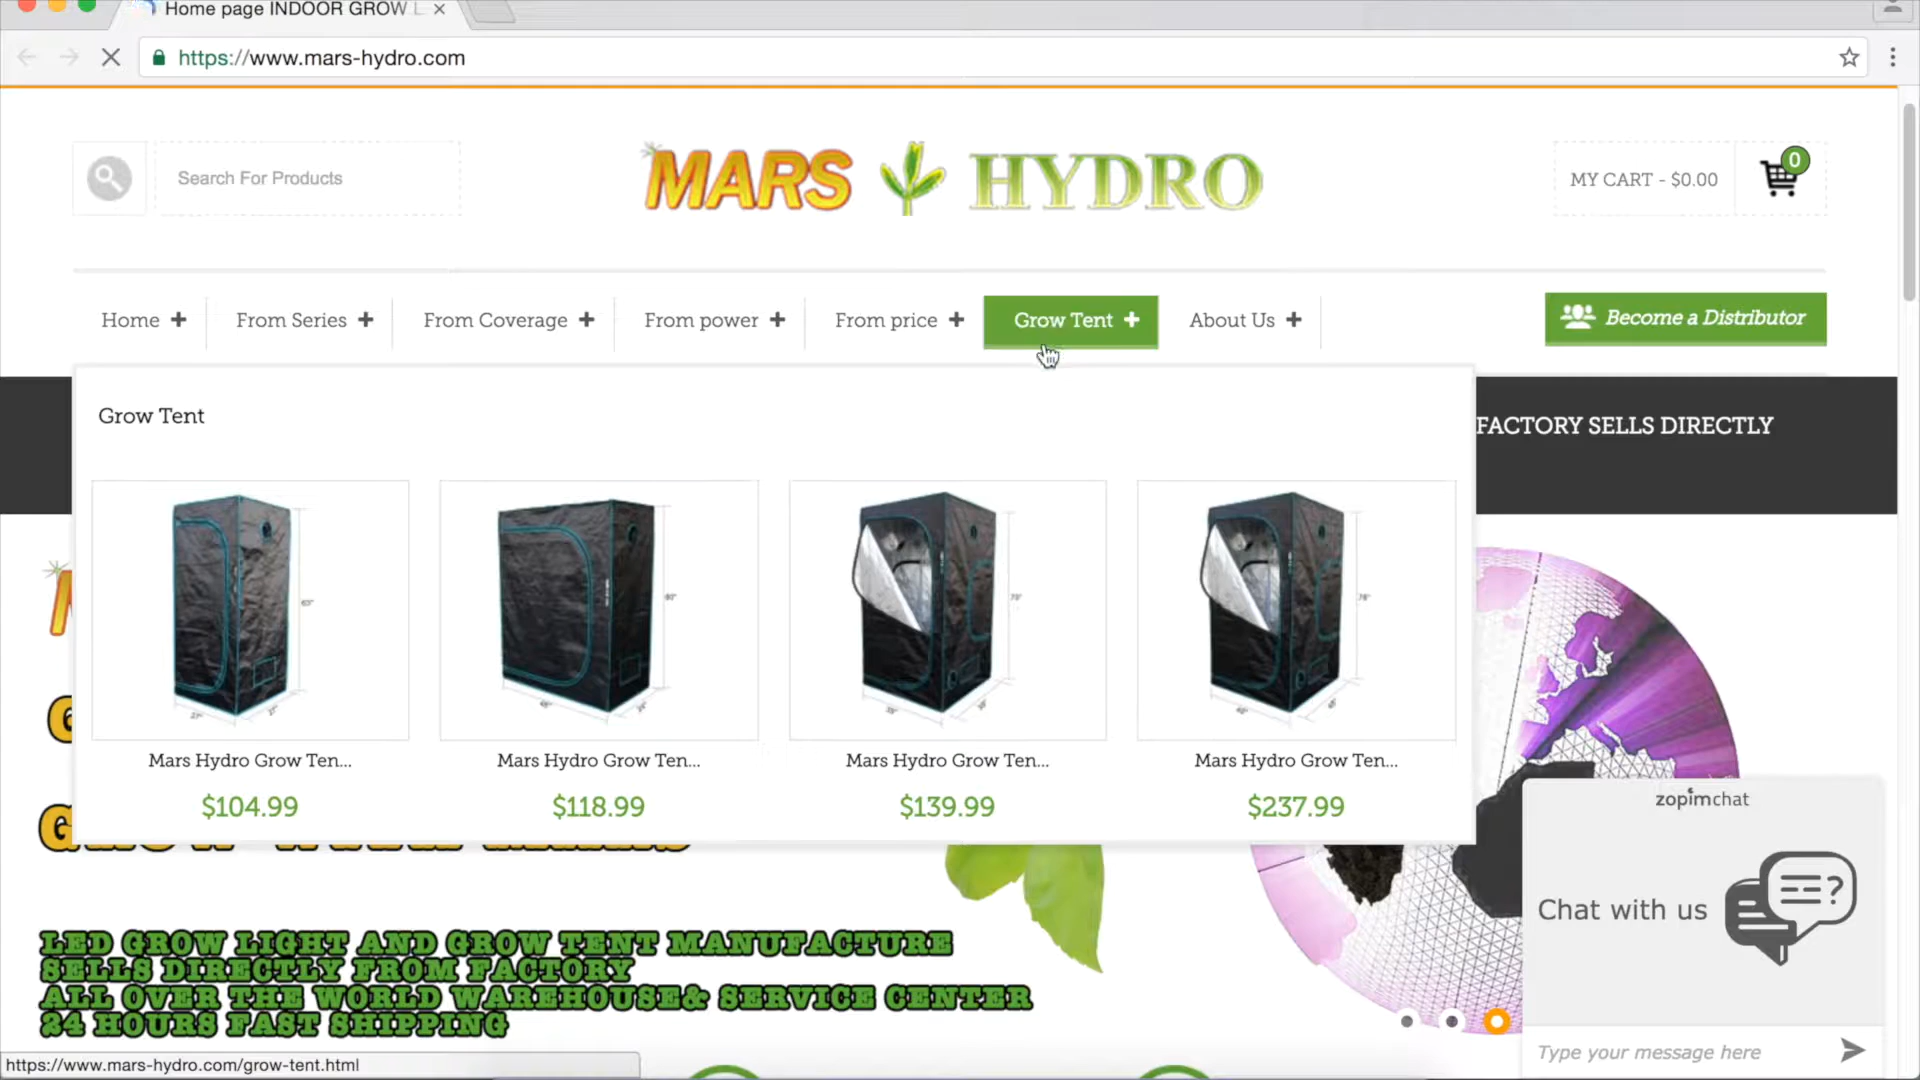 Home page INDOOR GROW L
https://www.mars-hydro.com
Search For Products
MARS HYDRO
MY CART - $0.00
0
Home
From Series
From Coverage
From power
From price
Grow Tent
About Us
Become a Distributor
Grow Tent
FACTORY SELLS DIRECTLY
Mars Hydro Grow Ten...
$104.99
Mars Hydro Grow Ten...
$118.99
Mars Hydro Grow Ten...
$139.99
Mars Hydro Grow Ten...
$237.99
zopimchat
Chat with us
LED GROW LIGHT AND GROW TENT MANUFACTURE
SELLS DIRECTLY FROM FACTORY
ALL OVER THE WORLD WAREHOUSE& SERVICE CENTER
24 HOURS FAST SHIPPING
Type your message here
https://www.mars-hydro.com/grow-tent.html